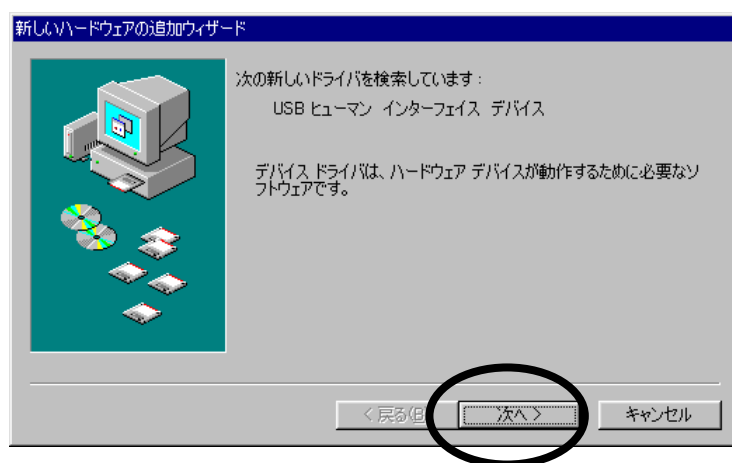 新しいハードウェアの追加ウィザード
次の新しいドライバを検索しています：
USB ヒューマン インターフェイス デバイス
デバイス ドライバは、ハードウェア デバイスが動作するために必要なソ
フトウェアです。
< 戻る(B 次へ > キャンセル